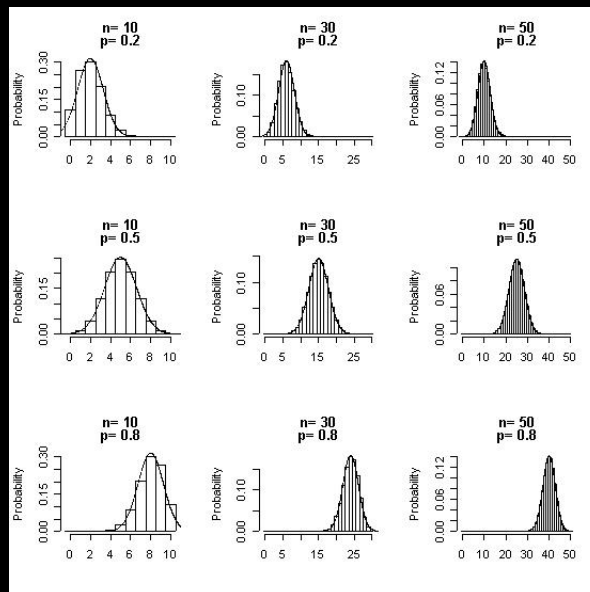 n= 10
p= 0.2
Probability
0.00 0.15 0.30
0 2 4 6 8 10
n= 30
p= 0.2
Probability
0.00 0.10
0 5 15 25
n= 50
p= 0.2
Probability
0.00 0.06 0.12
0 10 20 30 40 50
n= 10
p= 0.5
Probability
0.00 0.15
0 2 4 6 8 10
n= 30
p= 0.5
Probability
0.00 0.10
0 5 15 25
n= 50
p= 0.5
Probability
0.00 0.06
0 10 20 30 40 50
n= 10
p= 0.8
Probability
0.00 0.15 0.30
0 2 4 6 8 10
n= 30
p= 0.8
Probability
0.00 0.10
0 5 15 25
n= 50
p= 0.8
Probability
0.00 0.06 0.12
0 10 20 30 40 50